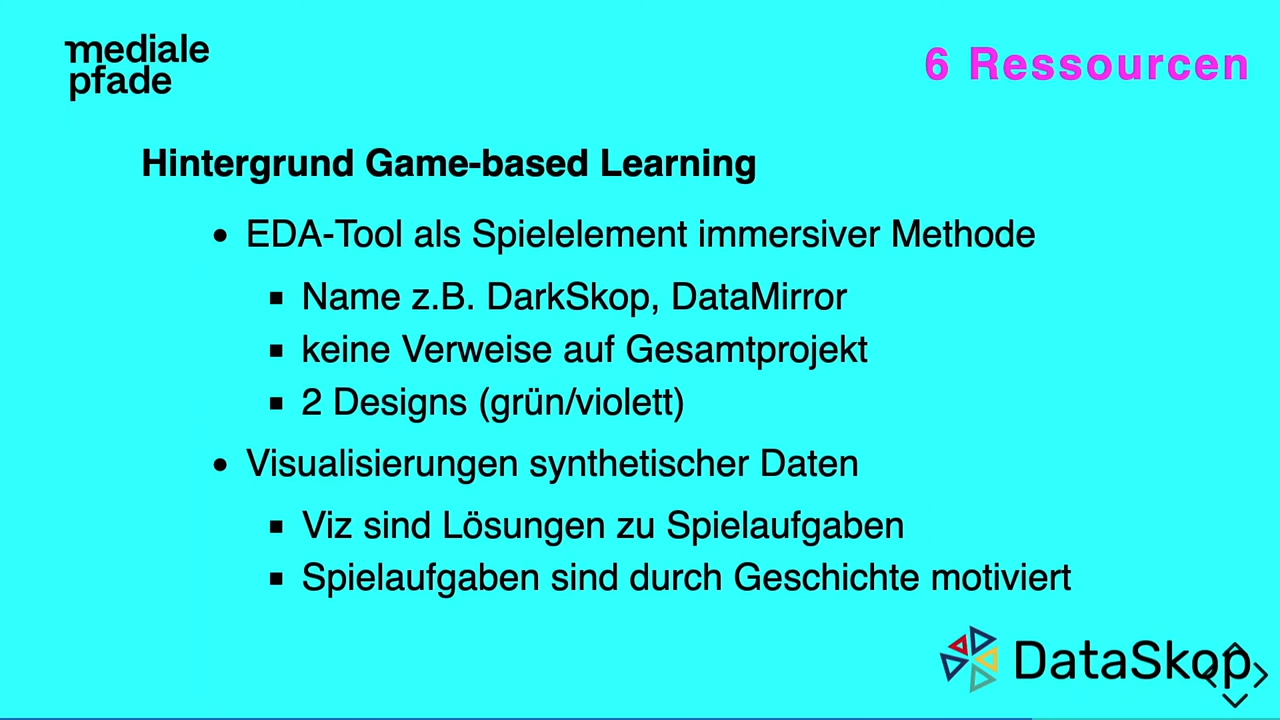 mediale
pfade
6 Ressourcen
Hintergrund Game-based Learning
EDA-Tool als Spielelement immersiver Methode
Name z.B. DarkSkop, DataMirror
keine Verweise auf Gesamtprojekt
2 Designs (grün/violett)
Visualisierungen synthetischer Daten
Viz sind Lösungen zu Spielaufgaben
Spielaufgaben sind durch Geschichte motiviert
DataSkop